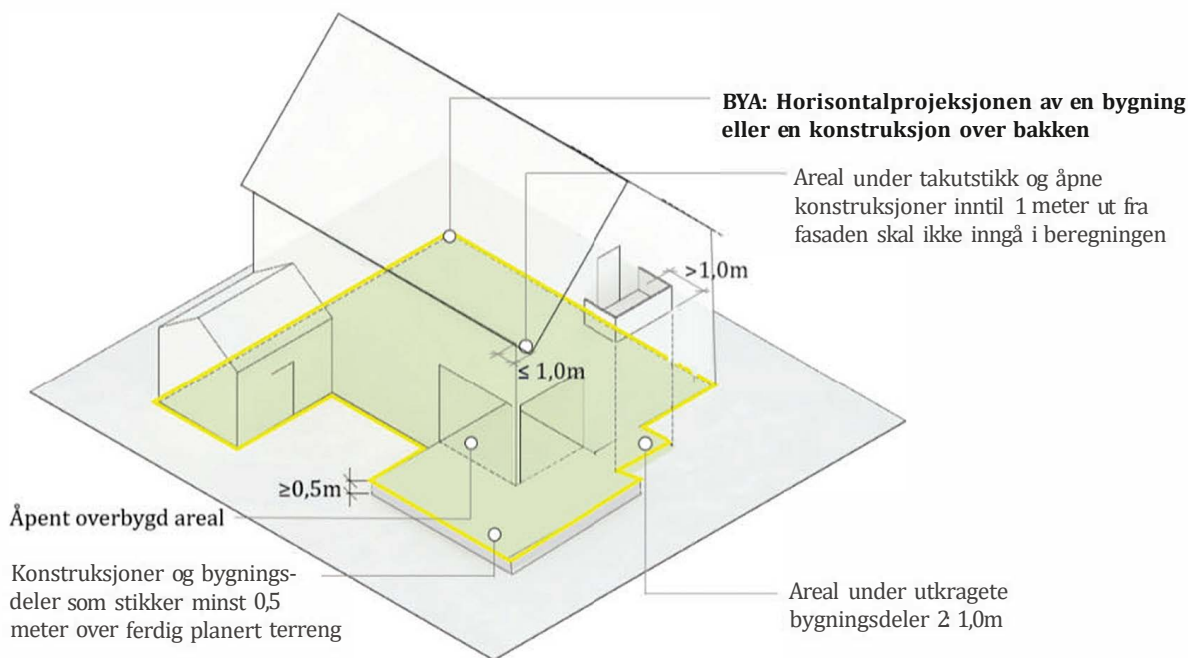 BYA: Horisontalprojeksjonen av en bygning
eller en konstruksjon over bakken
Areal under takutstikk og åpne
konstruksjoner inntil 1 meter ut fra
fasaden skal ikke inngå i beregningen
>1,0m
≤ 1,0m
≥0,5m
Åpent overbygd areal
Konstruksjoner og bygnings-
deler som stikker minst 0,5
meter over ferdig planert terreng
Areal under utkragete
bygningsdeler 2 1,0m